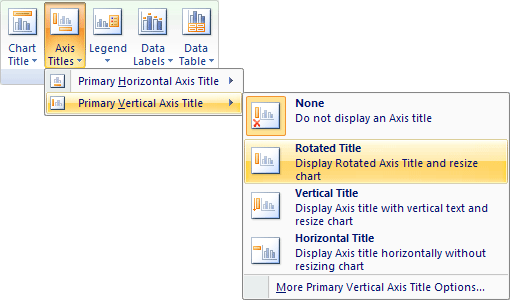 Chart Title Axis Titles Legend Data Labels Data Table
Primary Horizontal Axis Title
Primary Vertical Axis Title
None
Do not display an Axis title
Rotated Title
Display Rotated Axis Title and resize
chart
Vertical Title
Display Axis title with vertical text and
resize chart
Horizontal Title
Display Axis title horizontally without
resizing chart
More Primary Vertical Axis Title Options...